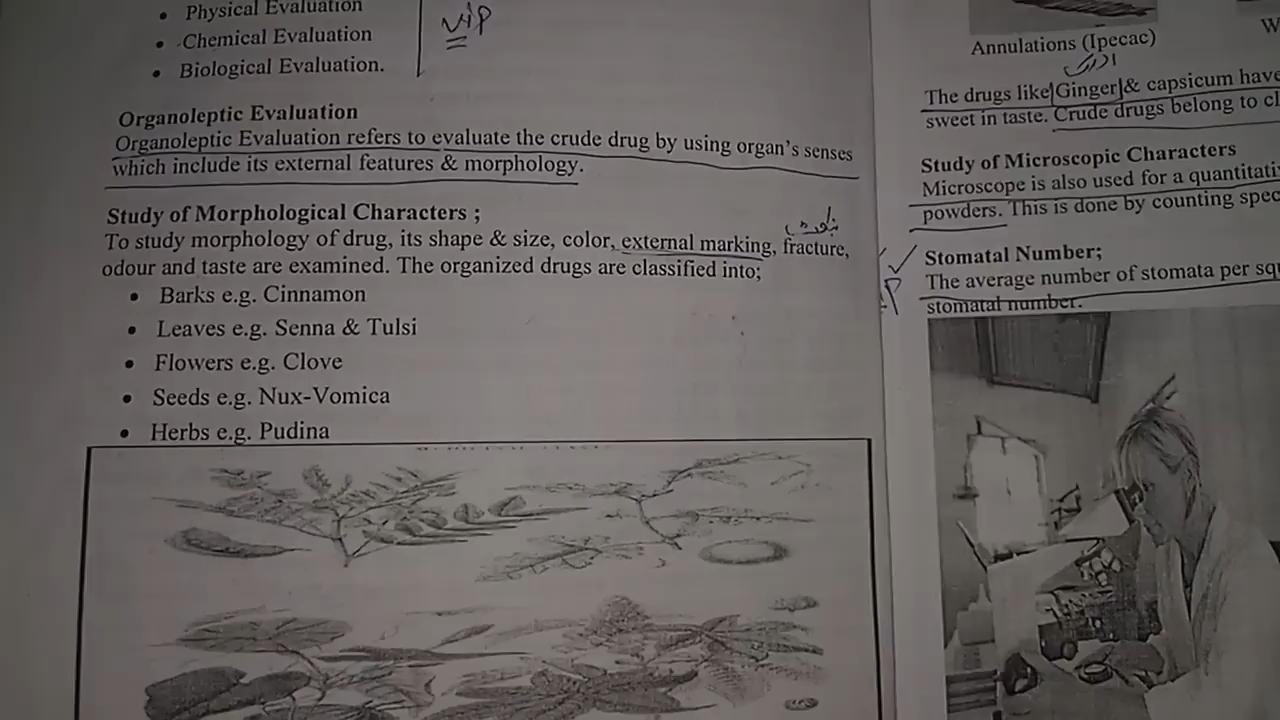 Physical Evaluation
Chemical Evaluation
Biological Evaluation.
VIP
Organoleptic Evaluation
Organoleptic Evaluation refers to evaluate the crude drug by using organ's senses
which include its external features & morphology.
Study of Morphological Characters ;
To study morphology of drug, its shape & size, color, external marking, fracture,
odour and taste are examined. The organized drugs are classified into;
Barks e.g. Cinnamon
Leaves e.g. Senna & Tulsi
Flowers e.g. Clove
Seeds e.g. Nux-Vomica
Herbs e.g. Pudina
Annulations (Ipecac)
W
ادرک
The drugs like Ginger & capsicum have
sweet in taste. Crude drugs belong to cl
Study of Microscopic Characters
Microscope is also used for a quantitati
powders. This is done by counting spec
Stomatal Number;
The average number of stomata per squ
stomatal number.